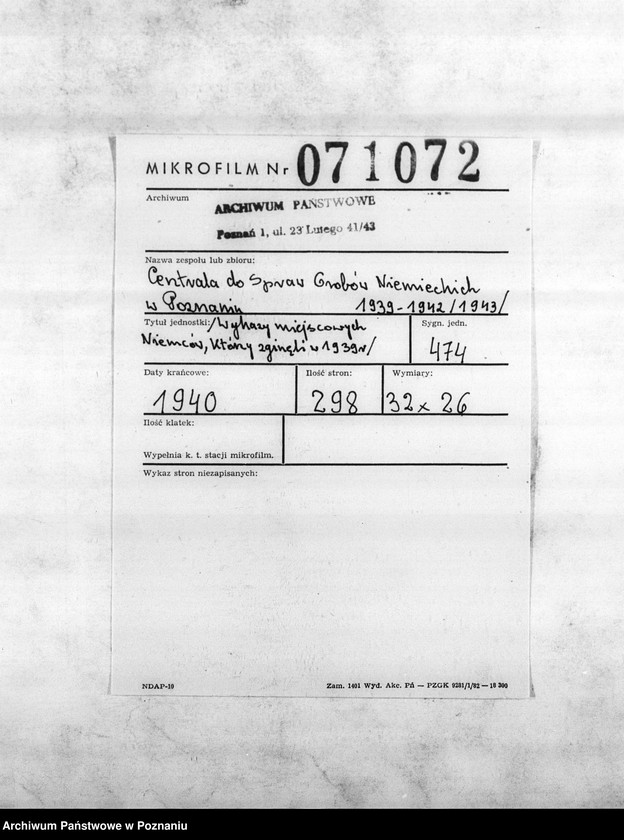 MIKROFILM Nr 071072
Archiwum
ARCHIWUM PAŃSTWOWE
Poznań 1, ul. 23 Lutego 41/43
Nazwa zespołu lub zbioru:
Centrala do Spraw Grobów Niemieckich
w Poznaniu 1939-1942/1943/
Tytuł jednostki: /Wykazy miejscowych
Niemców, którzy zginęli w 1939r/
Sygn. jedn.
474
Daty krańcowe:
1940
Ilość stron:
298
Wymiary:
32 x 26
Ilość klatek:
Wypełnia k. t. stacji mikrofilm.
Wykaz stron niezapisanych:
NDAP-19
Zam. 1401 Wyd. Akc. Pń — PZGK 9281/1/82 — 10 300
Archiwum Państwowe w Poznaniu